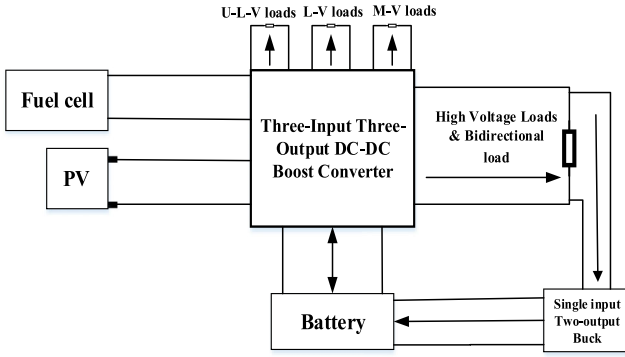 U-L-V loads L-V loads M-V loads
Fuel cell
Three-Input Three-
Output DC-DC
Boost Converter
High Voltage Loads
& Bidirectional
load
PV
Battery
Single input
Two-output
Buck